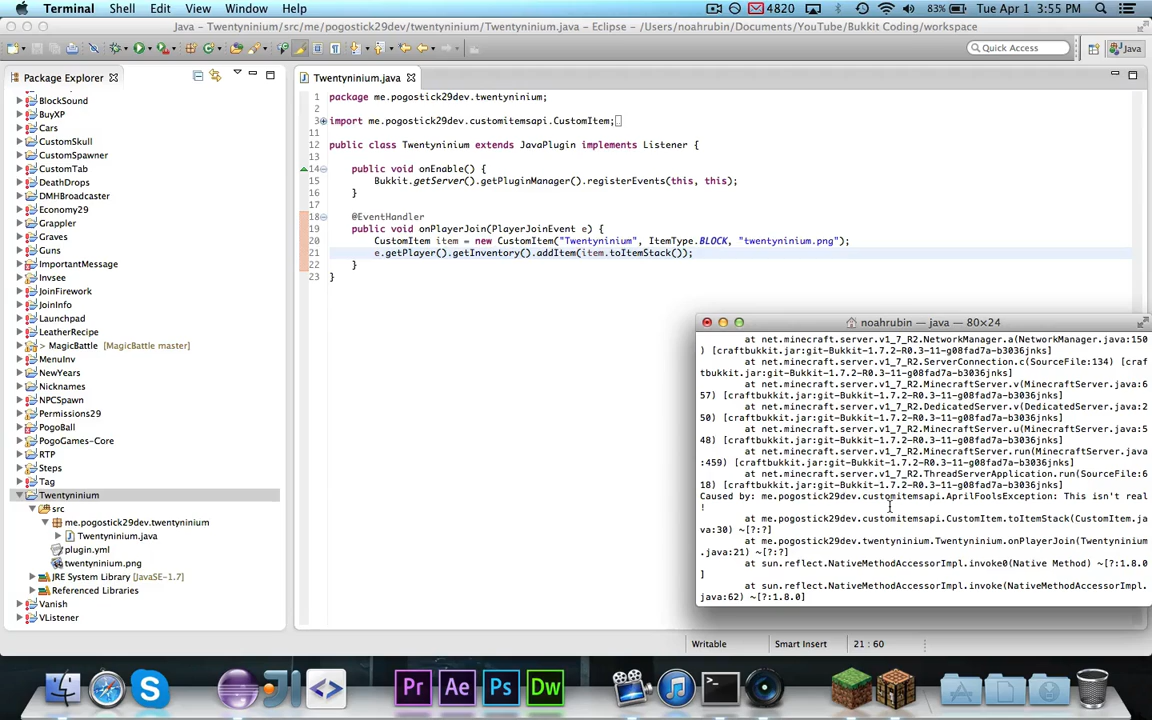 Terminal Shell Edit View Window Help 4820 83% Tue Apr 1 3:55 PM
Java – Twentyninium/src/me/pogostick29dev/twentyninium/Twentyninium.java – Eclipse – /Users/noahrubin/Documents/YouTube/Bukkit Coding/workspace
Quick Access Java
Package Explorer
BlockSound
BuyXP
Cars
CustomSkull
CustomSpawner
CustomTab
DeathDrops
DMHBroadcaster
Economy29
Grappler
Graves
Guns
ImportantMessage
Invsee
JoinFirework
JoinInfo
Launchpad
LeatherRecipe
> MagicBattle [MagicBattle master]
MenuInv
NewYears
Nicknames
NPCSpawn
Permissions29
PogoBall
PogoGames-Core
RTP
Steps
Tag
Twentyninium
src
me.pogostick29dev.twentyninium
Twentyninium.java
plugin.yml
twentyninium.png
JRE System Library [JavaSE-1.7]
Referenced Libraries
Vanish
VListener
Twentyninium.java
1 package me.pogostick29dev.twentyninium;
2
3 import me.pogostick29dev.customitemsapi.CustomItem;
11
12 public class Twentyninium extends JavaPlugin implements Listener {
13
14 public void onEnable() {
15 Bukkit.getServer().getPluginManager().registerEvents(this, this);
16 }
17
18 @EventHandler
19 public void onPlayerJoin(PlayerJoinEvent e) {
20 CustomItem item = new CustomItem("Twentyninium", ItemType.BLOCK, "twentyninium.png");
21 e.getPlayer().getInventory().addItem(item.toItemStack());
22 }
23 }
noahrubin — java — 80×24
at net.minecraft.server.v1_7_R2.NetworkManager.a(NetworkManager.java:150
) [craftbukkit.jar:git-Bukkit-1.7.2-R0.3-11-g08fad7a-b3036jnks]
at net.minecraft.server.v1_7_R2.ServerConnection.c(SourceFile:134) [cra
ftbukkit.jar:git-Bukkit-1.7.2-R0.3-11-g08fad7a-b3036jnks]
at net.minecraft.server.v1_7_R2.MinecraftServer.v(MinecraftServer.java:6
57) [craftbukkit.jar:git-Bukkit-1.7.2-R0.3-11-g08fad7a-b3036jnks]
at net.minecraft.server.v1_7_R2.DedicatedServer.v(DedicatedServer.java:2
50) [craftbukkit.jar:git-Bukkit-1.7.2-R0.3-11-g08fad7a-b3036jnks]
at net.minecraft.server.v1_7_R2.MinecraftServer.u(MinecraftServer.java:5
48) [craftbukkit.jar:git-Bukkit-1.7.2-R0.3-11-g08fad7a-b3036jnks]
at net.minecraft.server.v1_7_R2.MinecraftServer.run(MinecraftServer.java
:459) [craftbukkit.jar:git-Bukkit-1.7.2-R0.3-11-g08fad7a-b3036jnks]
at net.minecraft.server.v1_7_R2.ThreadServerApplication.run(SourceFile:6
18) [craftbukkit.jar:git-Bukkit-1.7.2-R0.3-11-g08fad7a-b3036jnks]
Caused by: me.pogostick29dev.customitemsapi.AprilFoolsException: This isn't real
!
at me.pogostick29dev.customitemsapi.CustomItem.toItemStack(CustomItem.ja
va:30) ~[?:?]
at me.pogostick29dev.twentyninium.Twentyninium.onPlayerJoin(Twentyninium
.java:21) ~[?:?]
at sun.reflect.NativeMethodAccessorImpl.invoke0(Native Method) ~[?:1.8.0
]
at sun.reflect.NativeMethodAccessorImpl.invoke(NativeMethodAccessorImpl.
java:62) ~[?:1.8.0]
Writable Smart Insert 21 : 60
Pr Ae Ps Dw